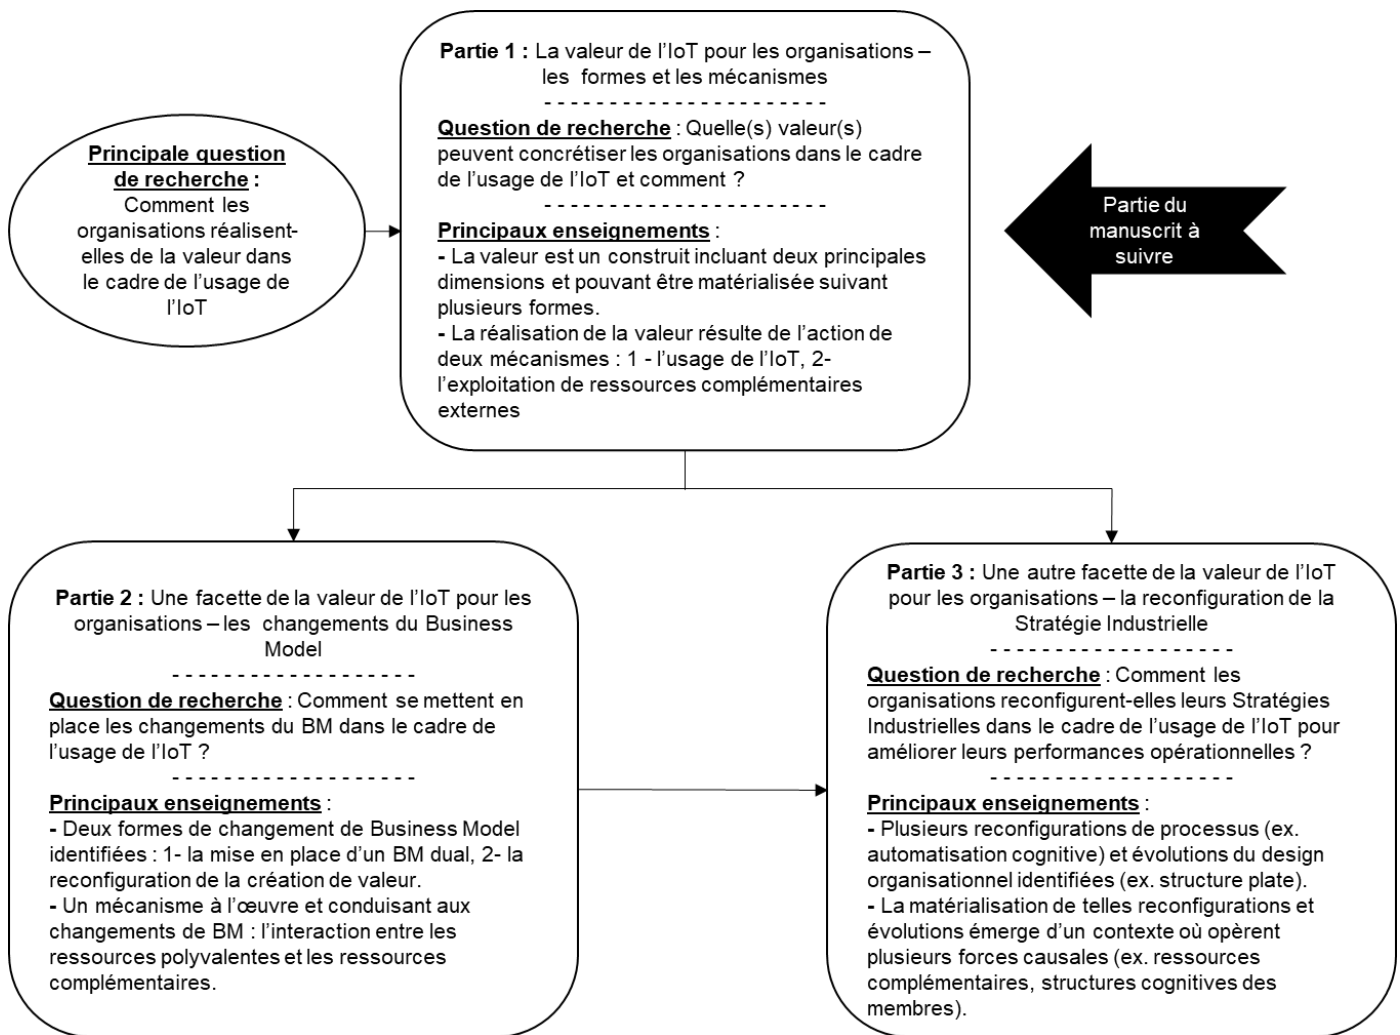 Principale question
de recherche :
Comment les
organisations réalisent-
elles de la valeur dans
le cadre de l'usage de
l'IoT
Partie 1 : La valeur de l'IoT pour les organisations –
les formes et les mécanismes
- - - - - - - - - - - - - - - - - - - - - -
Question de recherche : Quelle(s) valeur(s)
peuvent concrétiser les organisations dans le cadre
de l'usage de l'IoT et comment ?
- - - - - - - - - - - - - - - - - - - - - -
Principaux enseignements :
- La valeur est un construit incluant deux principales
dimensions et pouvant être matérialisée suivant
plusieurs formes.
- La réalisation de la valeur résulte de l'action de
deux mécanismes : 1 - l'usage de l'IoT, 2-
l'exploitation de ressources complémentaires
externes
Partie du
manuscrit à
suivre
Partie 2 : Une facette de la valeur de l'IoT pour les
organisations – les changements du Business
Model
- - - - - - - - - - - - - - - - - - -
Question de recherche : Comment se mettent en
place les changements du BM dans le cadre de
l'usage de l'IoT ?
- - - - - - - - - - - - - - - - - - -
Principaux enseignements :
- Deux formes de changement de Business Model
identifiées : 1- la mise en place d'un BM dual, 2- la
reconfiguration de la création de valeur.
- Un mécanisme à l'œuvre et conduisant aux
changements de BM : l'interaction entre les
ressources polyvalentes et les ressources
complémentaires.
Partie 3 : Une autre facette de la valeur de l'IoT
pour les organisations – la reconfiguration de la
Stratégie Industrielle
- - - - - - - - - - - - - - - - - - -
Question de recherche : Comment les
organisations reconfigurent-elles leurs Stratégies
Industrielles dans le cadre de l'usage de l'IoT pour
améliorer leurs performances opérationnelles ?
- - - - - - - - - - - - - - - - - - -
Principaux enseignements :
- Plusieurs reconfigurations de processus (ex.
automatisation cognitive) et évolutions du design
organisationnel identifiées (ex. structure plate).
- La matérialisation de telles reconfigurations et
évolutions émerge d'un contexte où opèrent
plusieurs forces causales (ex. ressources
complémentaires, structures cognitives des
membres).